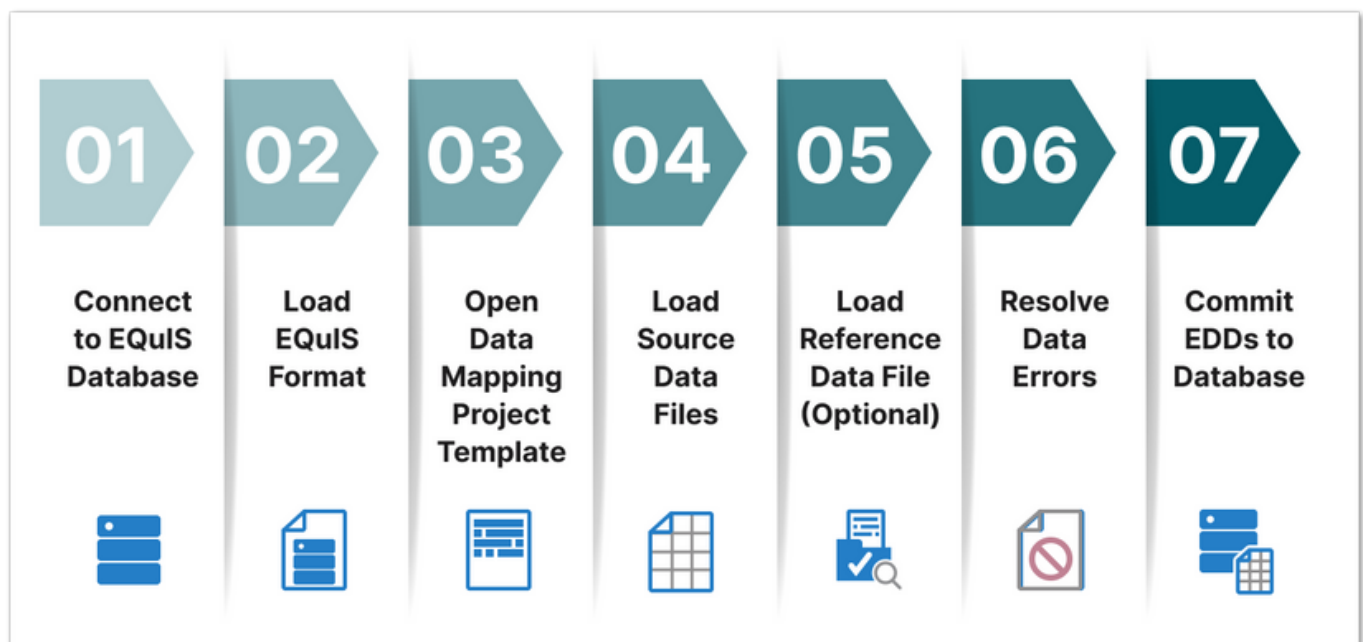 01
02
03
04
05
06
07
Connect
to EQuIS
Database
Load
EQuIS
Format
Open
Data
Mapping
Project
Template
Load
Source
Data
Files
Load
Reference
Data File
(Optional)
Resolve
Data
Errors
Commit
EDDs to
Database